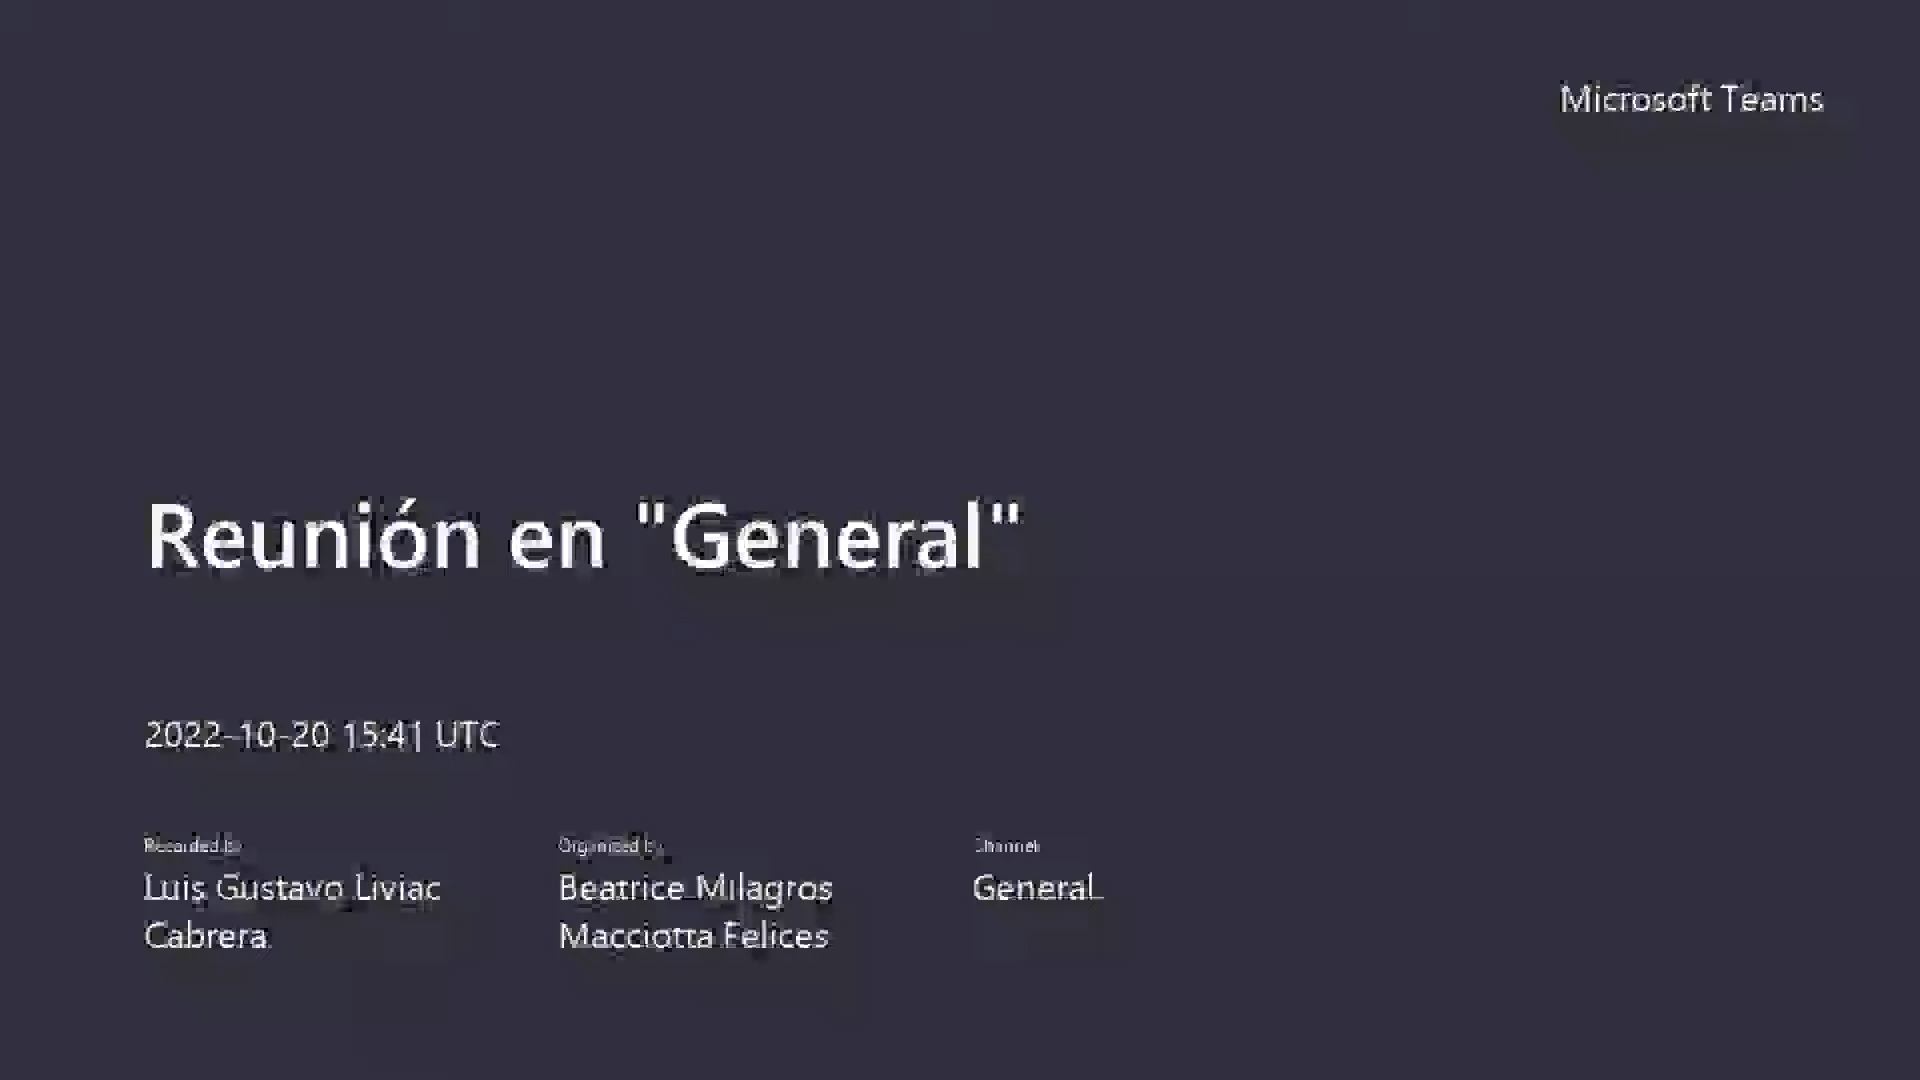 Microsoft Teams
Reunión en "General"
2022-10-20 15:41 UTC
Recorded by
Organized by
Channel
Luis Gustavo Liviac
Cabrera
Beatrice Milagros
Macciotta Felices
General